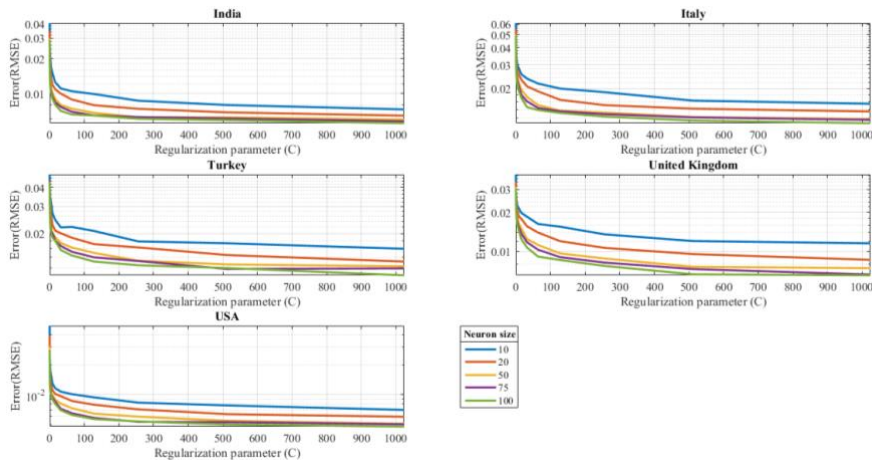 India
Error(RMSE)
0.04
0.03
0.02
0.01
0 100 200 300 400 500 600 700 800 900 1000
Regularization parameter (C)
Italy
Error(RMSE)
0.06
0.05
0.04
0.03
0.02
0 100 200 300 400 500 600 700 800 900 1000
Regularization parameter (C)
Turkey
Error(RMSE)
0.04
0.03
0.02
0 100 200 300 400 500 600 700 800 900 1000
Regularization parameter (C)
United Kingdom
Error(RMSE)
0.03
0.02
0.01
0 100 200 300 400 500 600 700 800 900 1000
Regularization parameter (C)
USA
Error(RMSE)
10⁻²
0 100 200 300 400 500 600 700 800 900 1000
Regularization parameter (C)
Neuron size
10
20
50
75
100